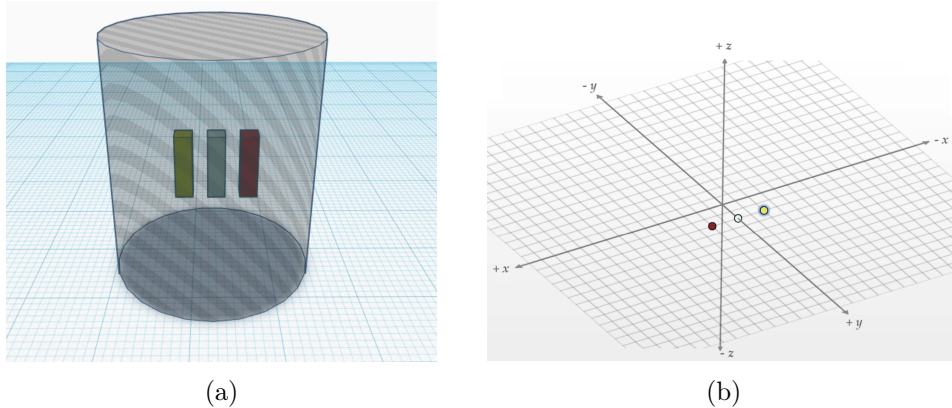 + z
- y
- x
+ x
+ y
- z
(a)
(b)